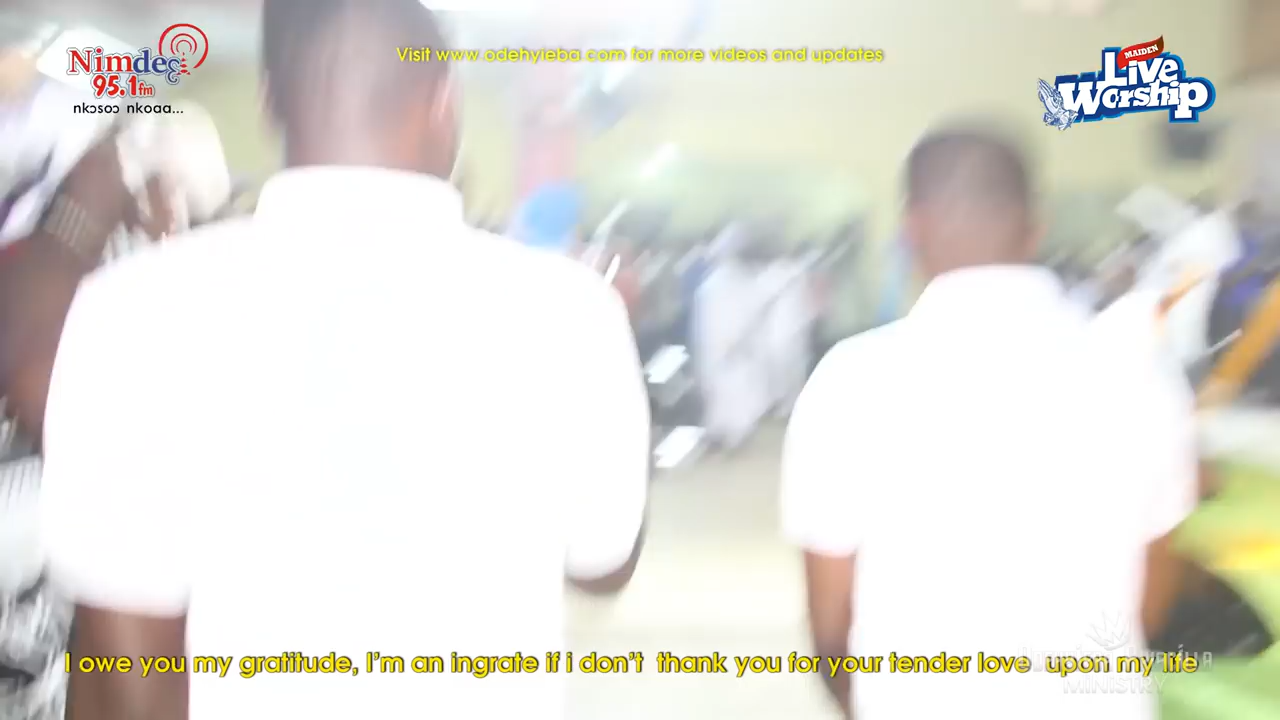 Nimdeɛ
95.1fm
nkɔsoɔ nkoaa...
Visit www.odehyieba.com for more videos and updates
MAIDEN
Live
Worship
I owe you my gratitude, I'm an ingrate if i don't thank you for your tender love upon my life
MINISTRY